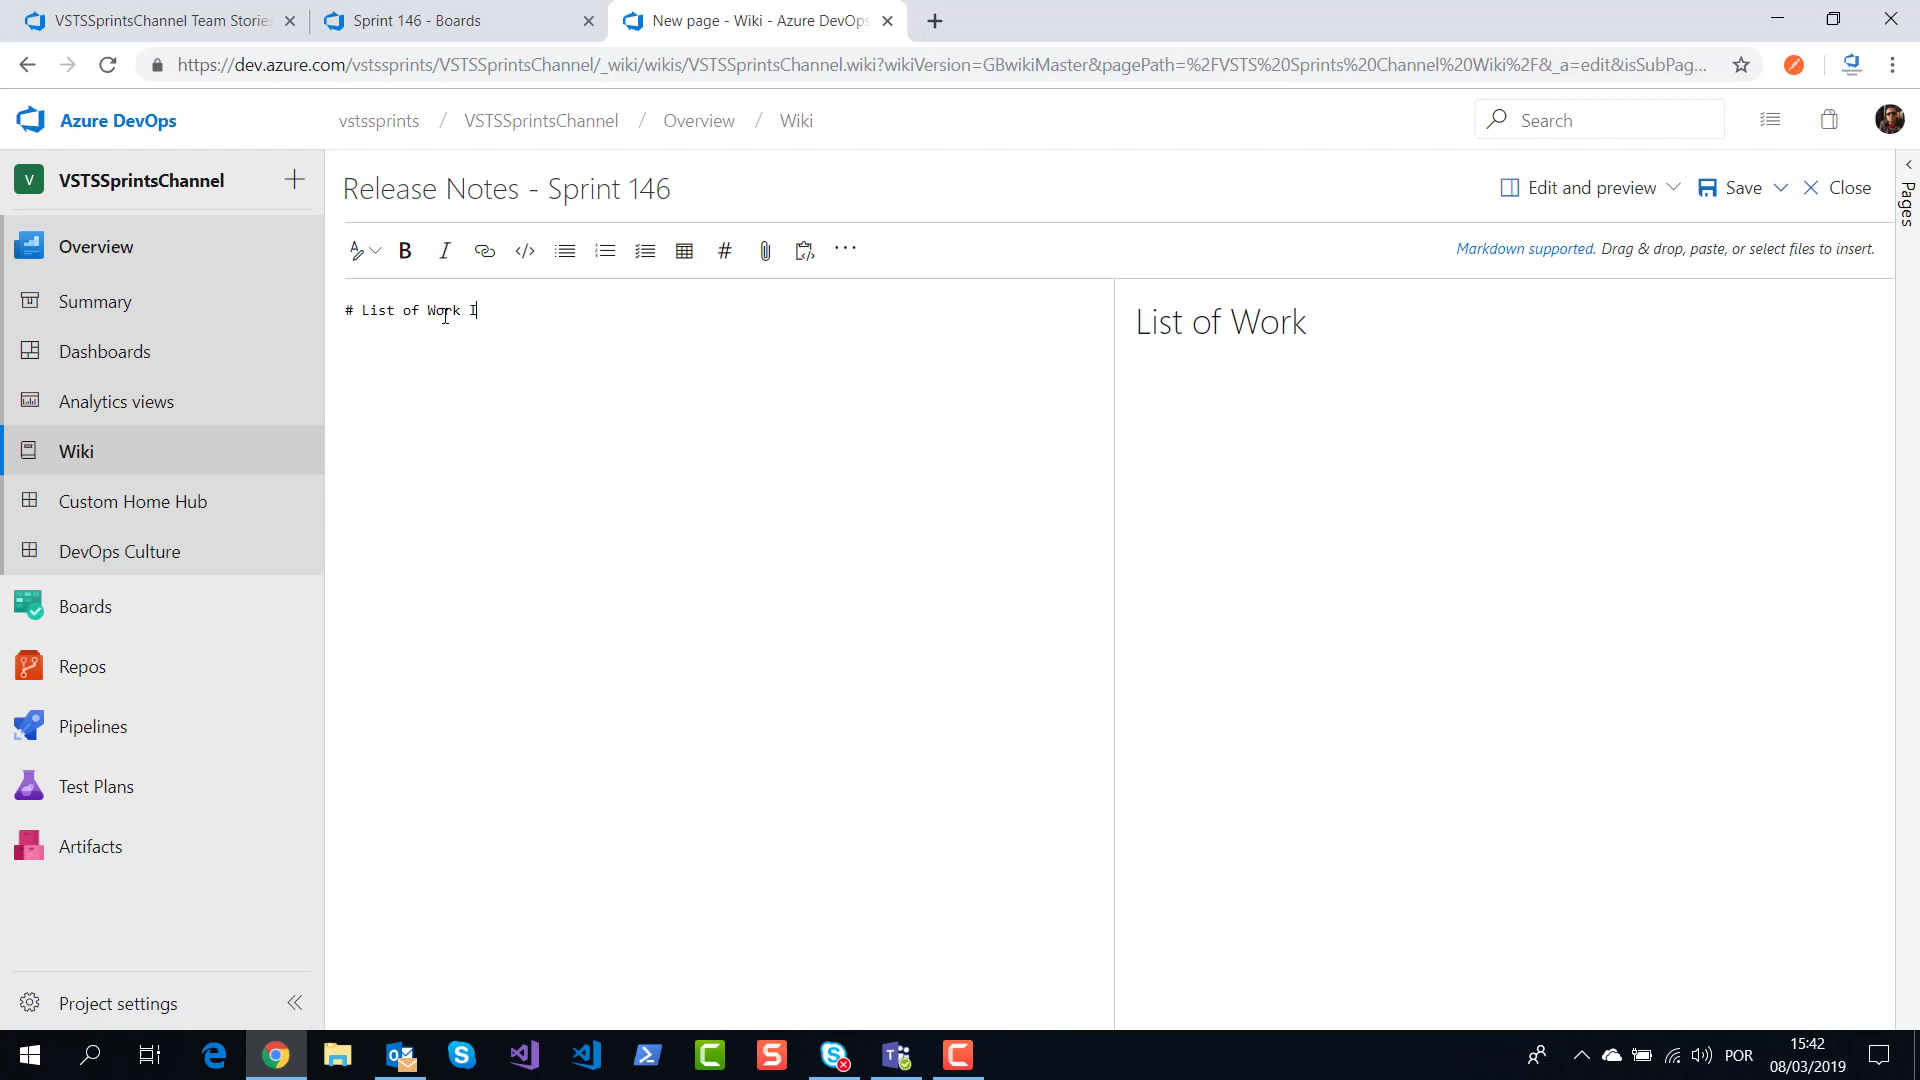 VSTSSprintsChannel Team Stories
Sprint 146 - Boards
New page - Wiki - Azure DevOps
https://dev.azure.com/vstssprints/VSTSSprintsChannel/_wiki/wikis/VSTSSprintsChannel.wiki?wikiVersion=GBwikiMaster&pagePath=%2FVSTS%20Sprints%20Channel%20Wiki%2F&_a=edit&isSubPag...
Azure DevOps
vstssprints / VSTSSprintsChannel / Overview / Wiki
Search
V VSTSSprintsChannel
Release Notes - Sprint 146
Edit and preview
Save
Close
Pages
Markdown supported. Drag & drop, paste, or select files to insert.
Overview
Summary
Dashboards
Analytics views
Wiki
Custom Home Hub
DevOps Culture
Boards
Repos
Pipelines
Test Plans
Artifacts
Project settings
# List of Work I
List of Work
POR
15:42
08/03/2019